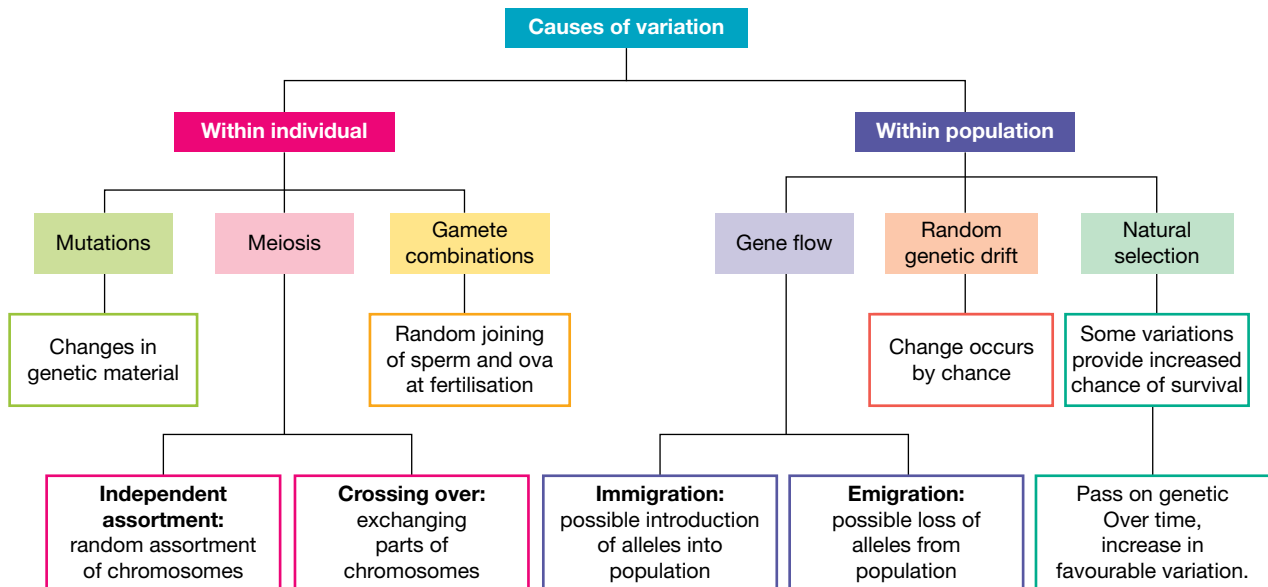 Causes of variation
Within individual
Within population
Mutations
Meiosis
Gamete
combinations
Gene flow
Random
genetic drift
Natural
selection
Changes in
genetic material
Random joining
of sperm and ova
at fertilisation
Change occurs
by chance
Some variations
provide increased
chance of survival
Independent
assortment:
random assortment
of chromosomes
Crossing over:
exchanging
parts of
chromosomes
Immigration:
possible introduction
of alleles into
population
Emigration:
possible loss of
alleles from
population
Pass on genetic
Over time,
increase in
favourable variation.